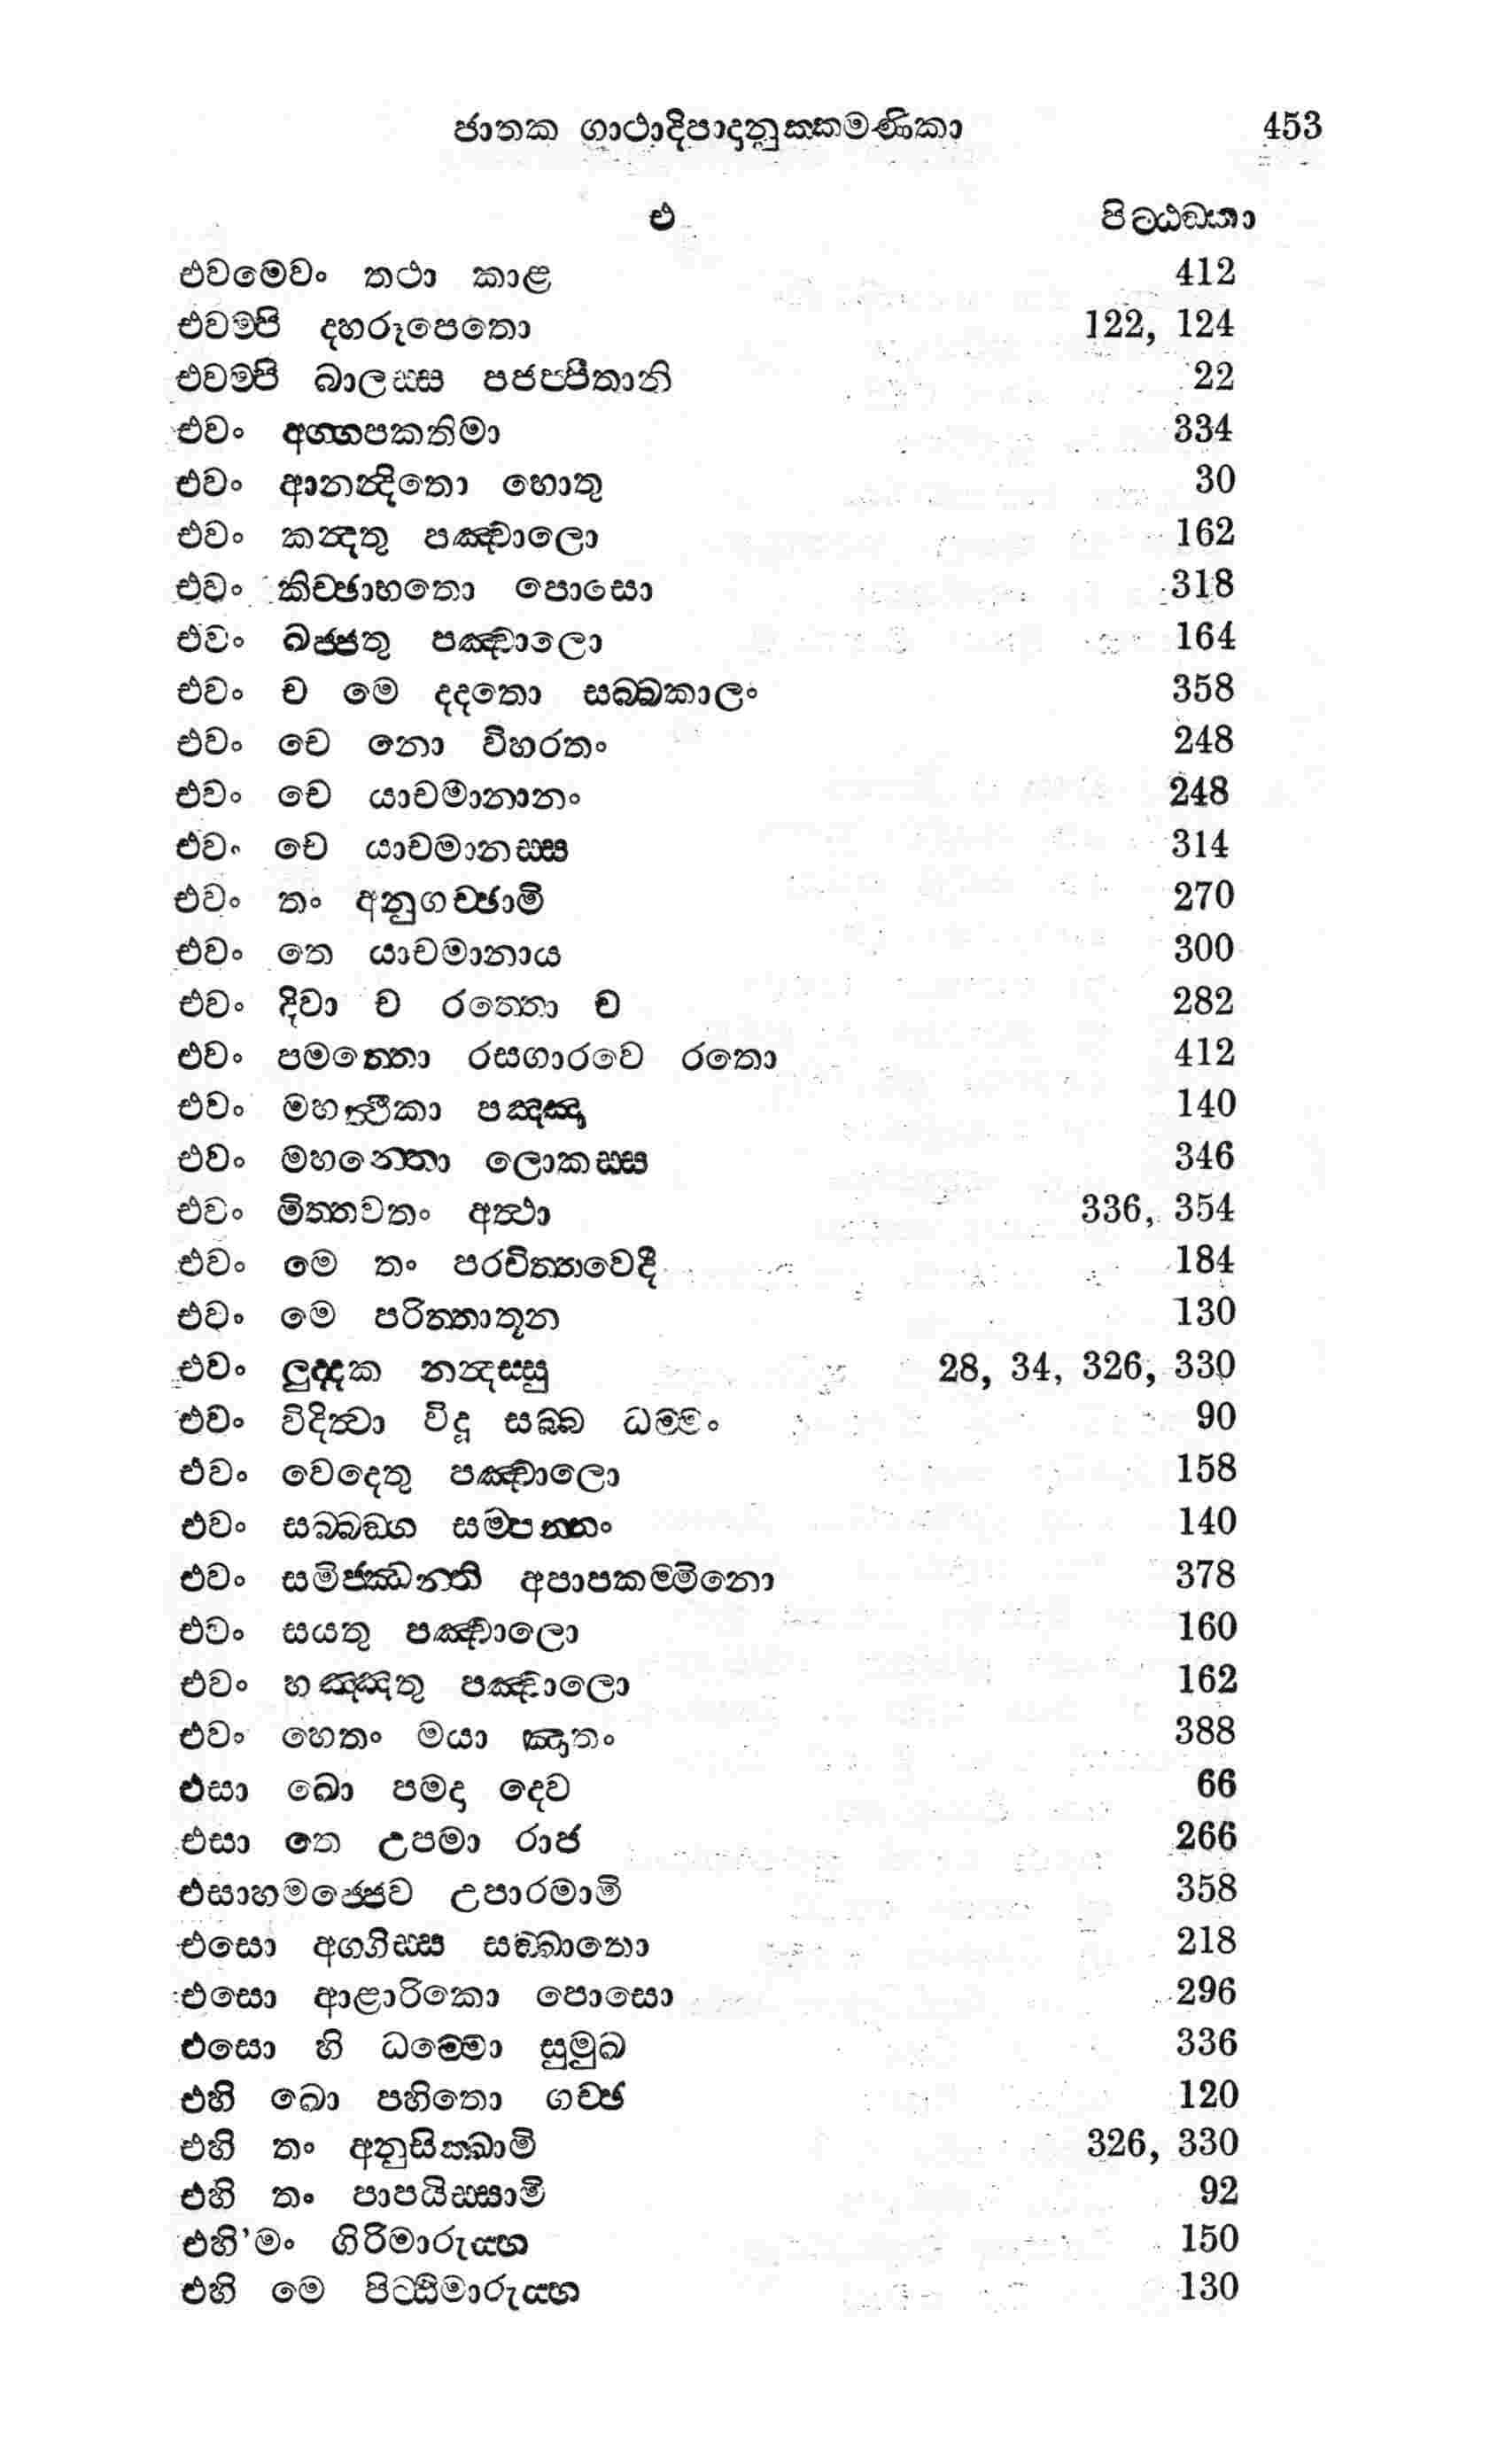 ජාතක ගාථාදිපාදානුක්කමණිකා 453
එ පිට්ඨඞ්කා
එවමෙවං තථා කාළ 412
එවම්පි දහරූපෙතො 122, 124
එවම්පි බාලස්ස පජප්පිතානි 22
එවං අග්ගපකතිමා 334
එවං ආනන්දිතො හොතු 30
එවං කන්දතු පඤ්චාලො 162
එවං කිච්ඡාභතො පොසො 318
එවං ඛජ්ජතු පඤ්චාලො 164
එවං ච මෙ දදතො සබ්බකාලං 358
එවං චෙ නො විහරතං 248
එවං චෙ යාචමානානං 248
එවං චෙ යාචමානස්ස 314
එවං තං අනුගච්ඡාමි 270
එවං තෙ යාචමානාය 300
එවං දිවා ච රත්තො ච 282
එවං පමත්තො රසගාරවෙ රතො 412
එවං මහත්ථිකා පඤ්ඤා 140
එවං මහන්තො ලොකස්ස 346
එවං මිත්තවතං අත්ථා 336, 354
එවං මෙ තං පරචිත්තවෙදී 184
එවං මෙ පරිත්තාතූන 130
එවං ලුද්දක නන්දස්සු 28, 34, 326, 330
එවං විදිත්වා විදූ සබ්බ ධම්මං 90
එවං වෙදෙතු පඤ්චාලො 158
එවං සබ්බඞ්ග සම්පන්නං 140
එවං සමිජ්ඣන්ති අපාපකම්මිනො 378
එවං සයතු පඤ්චාලො 160
එවං හඤ්ඤතු පඤ්චාලො 162
එවං හෙතං මයා ඤාතං 388
එසා ඛො පමදා දෙව 66
එසා තෙ උපමා රාජ 266
එසාහමජ්ජෙව උපාරමාමි 358
එසො අග්ගිස්ස සඞ්ඛාතො 218
එසො ආළාරිකො පොසො 296
එසො හි ධම්මො සුමුඛ 336
එහි ඛො පහිතො ගච්ඡ 120
එහි තං අනුසික්ඛාමි 326, 330
එහි තං පාපයිස්සාමි 92
එහි’මං ගිරිමාරුය්හ 150
එහි මෙ පිට්ඨිමාරුය්හ 130